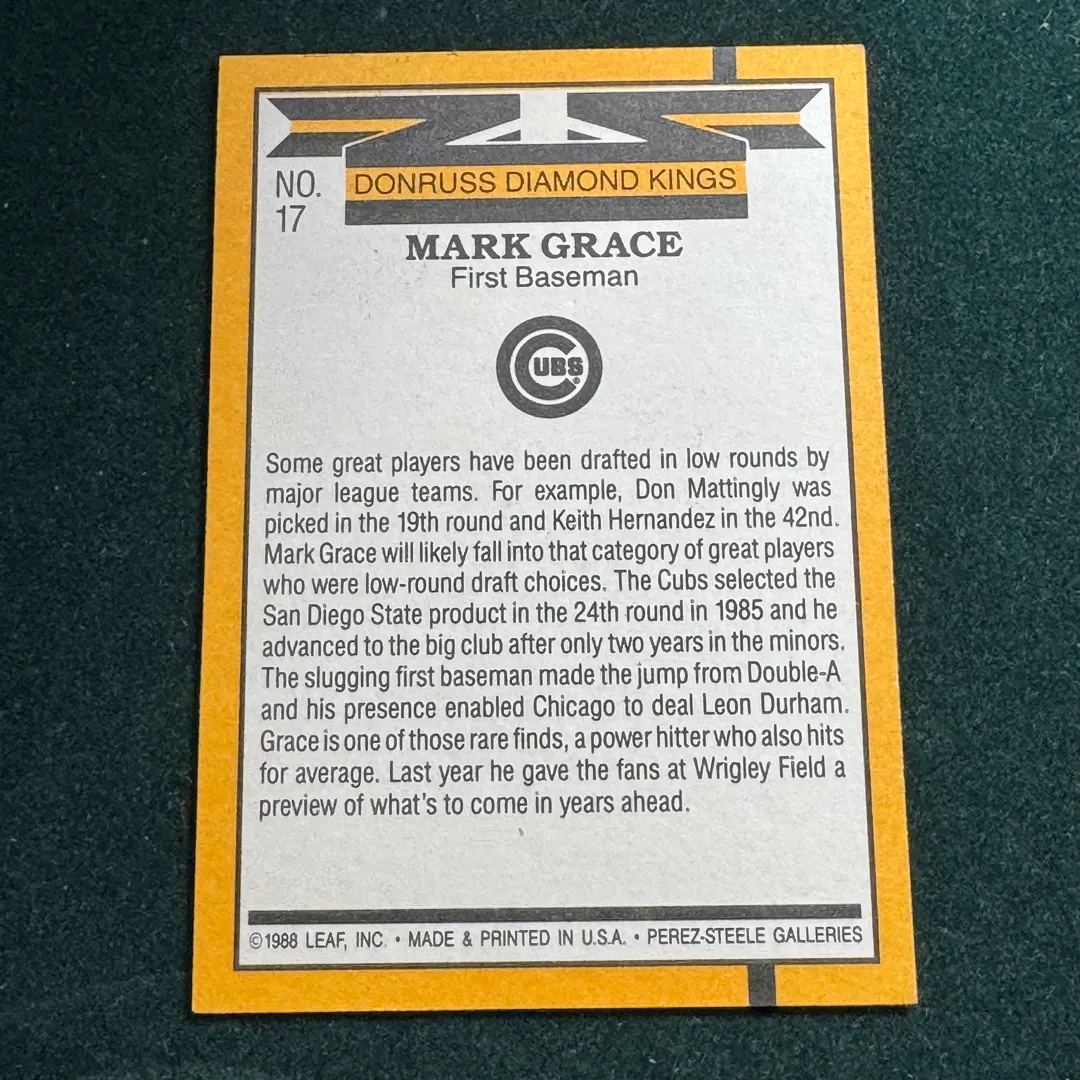 NO.
17
DONRUSS DIAMOND KINGS
MARK GRACE
First Baseman
CUBS
®
Some great players have been drafted in low rounds by
major league teams. For example, Don Mattingly was
picked in the 19th round and Keith Hernandez in the 42nd.
Mark Grace will likely fall into that category of great players
who were low-round draft choices. The Cubs selected the
San Diego State product in the 24th round in 1985 and he
advanced to the big club after only two years in the minors.
The slugging first baseman made the jump from Double-A
and his presence enabled Chicago to deal Leon Durham.
Grace is one of those rare finds, a power hitter who also hits
for average. Last year he gave the fans at Wrigley Field a
preview of what's to come in years ahead.
©1988 LEAF, INC. • MADE & PRINTED IN U.S.A. • PEREZ-STEELE GALLERIES